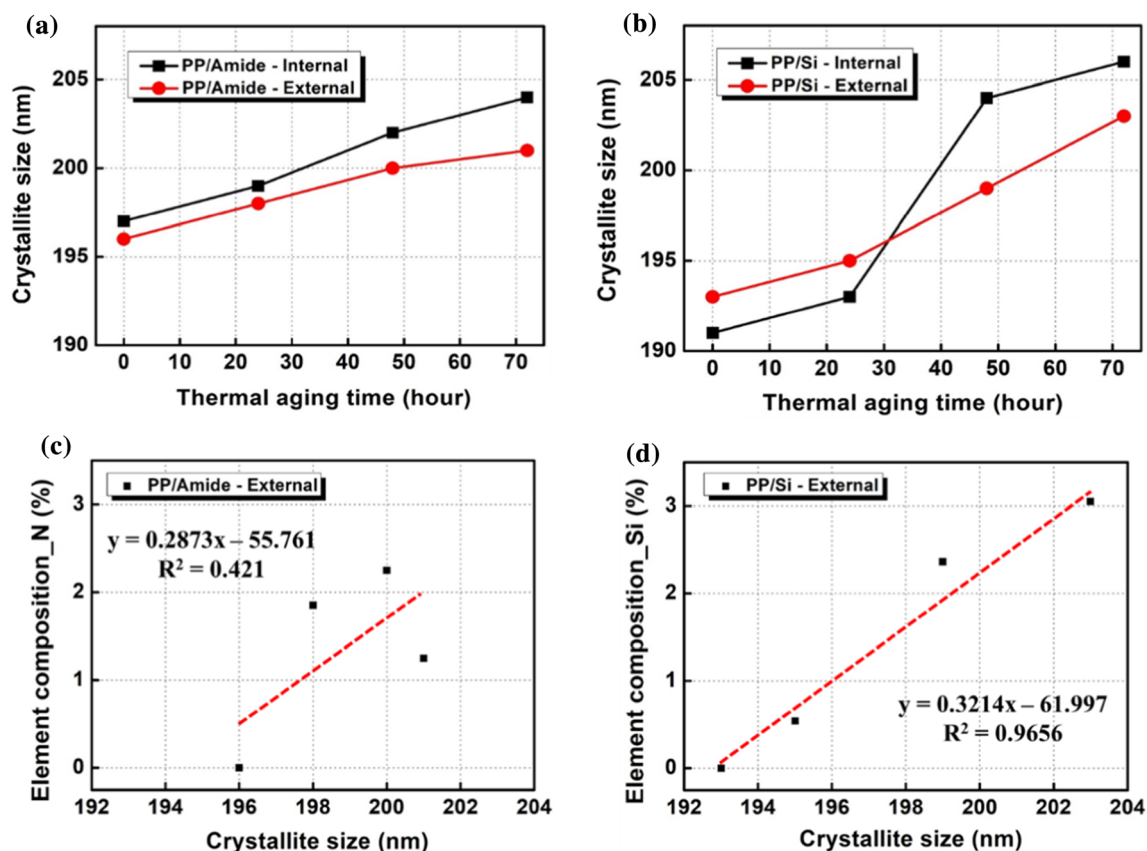 (a)
PP/Amide - Internal
PP/Amide - External
Crystallite size (nm)
205
200
195
190
0 10 20 30 40 50 60 70
Thermal aging time (hour)
(b)
PP/Si - Internal
PP/Si - External
Crystallite size (nm)
205
200
195
190
0 10 20 30 40 50 60 70
Thermal aging time (hour)
(c)
PP/Amide - External
y = 0.2873x – 55.761
R² = 0.421
Element composition_N (%)
3
2
1
0
192 194 196 198 200 202 204
Crystallite size (nm)
(d)
PP/Si - External
y = 0.3214x – 61.997
R² = 0.9656
Element composition_Si (%)
3
2
1
0
192 194 196 198 200 202 204
Crystallite size (nm)